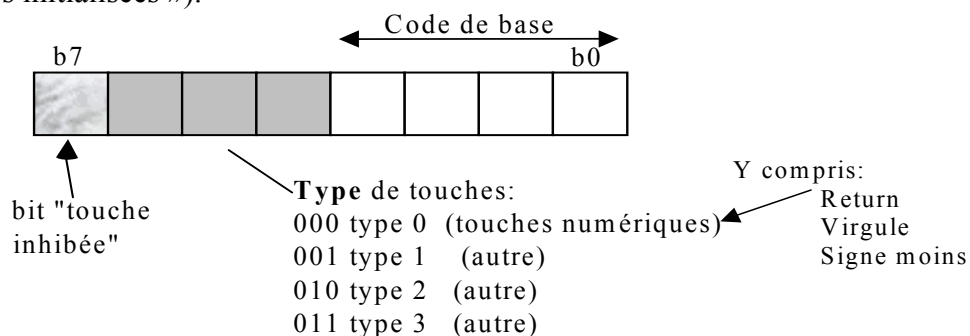 s initialisées »).
Code de base
b7
b0
bit "touche
inhibée"
Type de touches:
000 type 0 (touches numériques)
001 type 1 (autre)
010 type 2 (autre)
011 type 3 (autre)
Y compris:
Return
Virgule
Signe moins